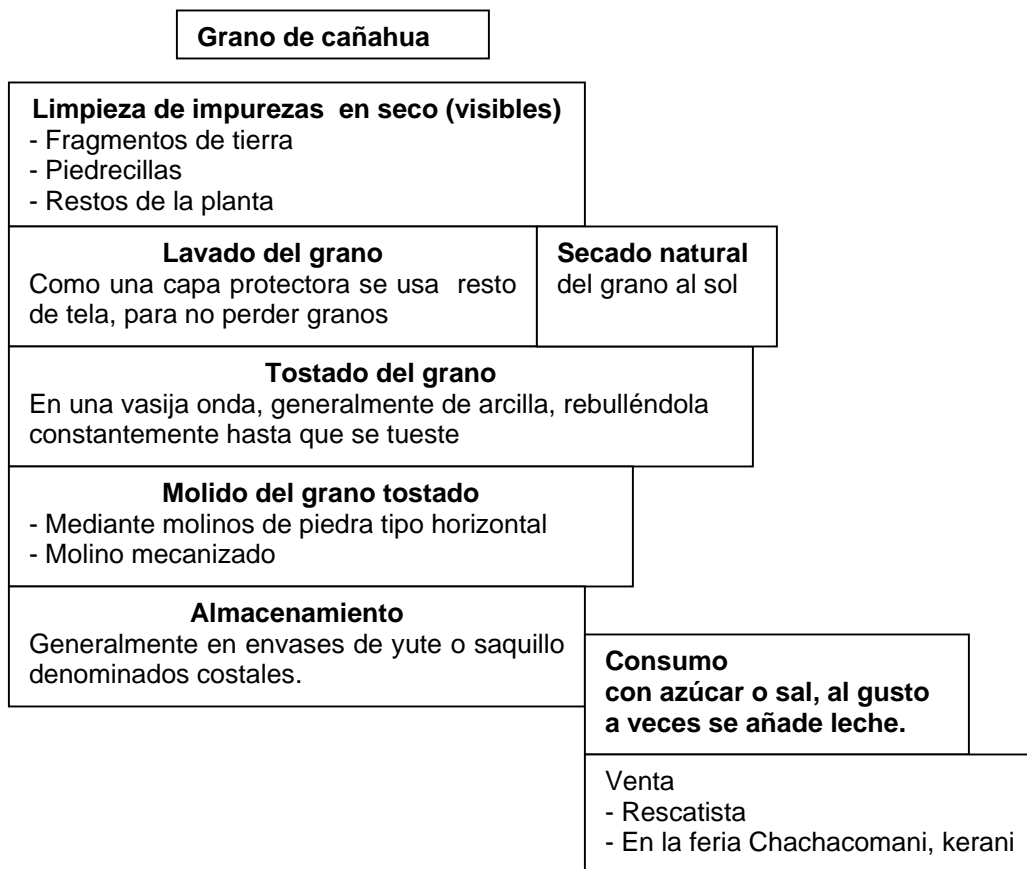 Grano de cañahua
Limpieza de impurezas en seco (visibles)
- Fragmentos de tierra
- Piedrecillas
- Restos de la planta
Lavado del grano
Como una capa protectora se usa resto
de tela, para no perder granos
Secado natural
del grano al sol
Tostado del grano
En una vasija onda, generalmente de arcilla, rebulléndola
constantemente hasta que se tueste
Molido del grano tostado
- Mediante molinos de piedra tipo horizontal
- Molino mecanizado
Almacenamiento
Generalmente en envases de yute o saquillo
denominados costales.
Consumo
con azúcar o sal, al gusto
a veces se añade leche.
Venta
- Rescatista
- En la feria Chachacomani, kerani